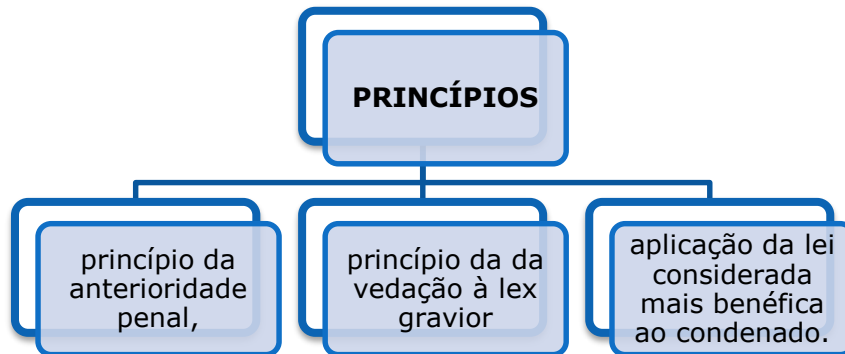 PRINCÍPIOS
princípio da
anterioridade
penal,
princípio da da
vedação à lex
gravior
aplicação da lei
considerada
mais benéfica
ao condenado.